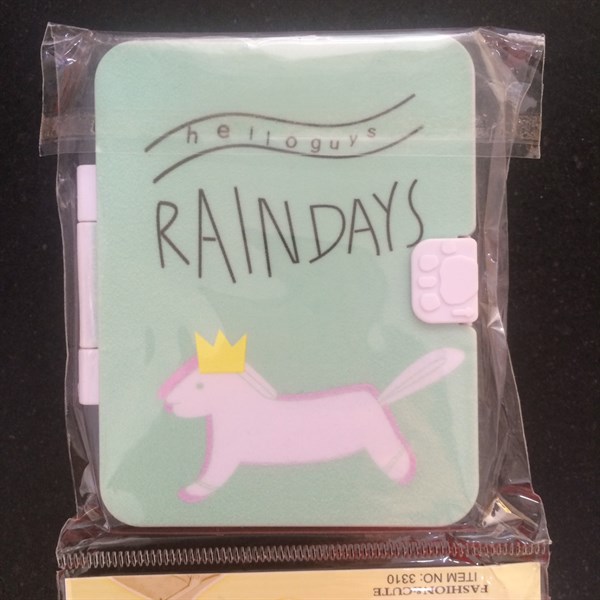 helloguys
RAINDAYS
ITEM NO: 3310
FASHION:CUTE